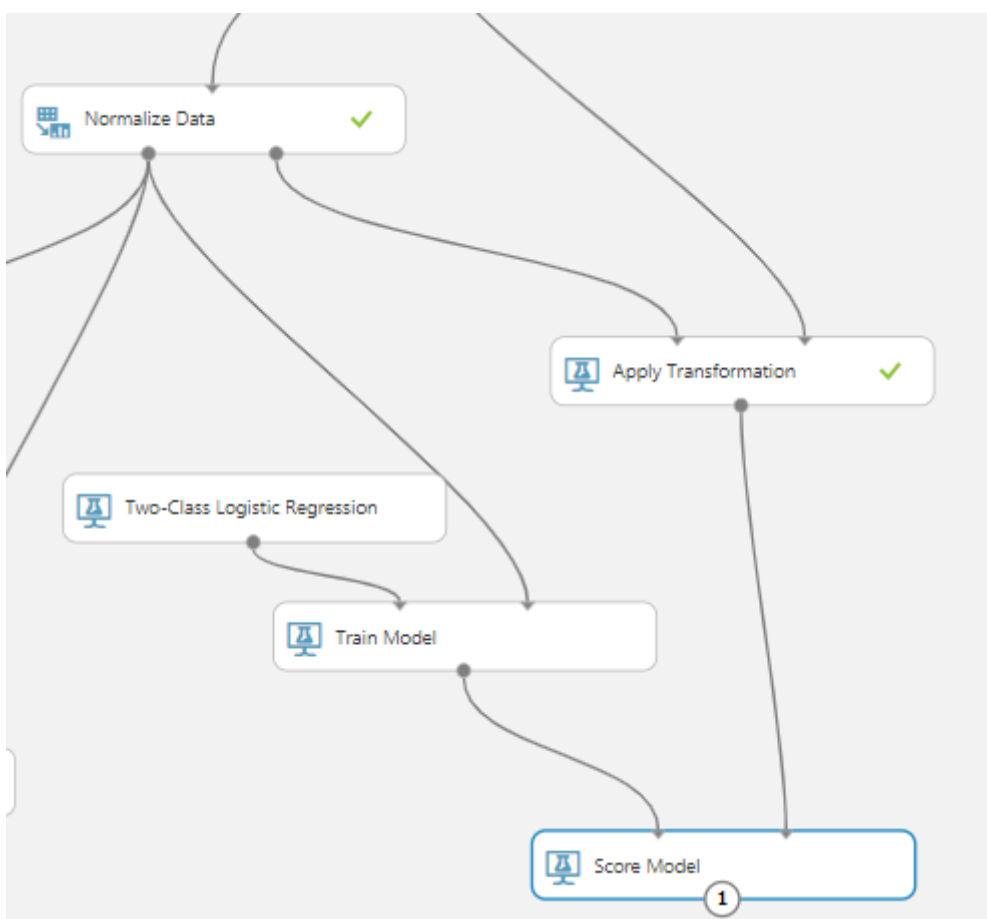 Normalize Data
Apply Transformation
Two-Class Logistic Regression
Train Model
Score Model
1